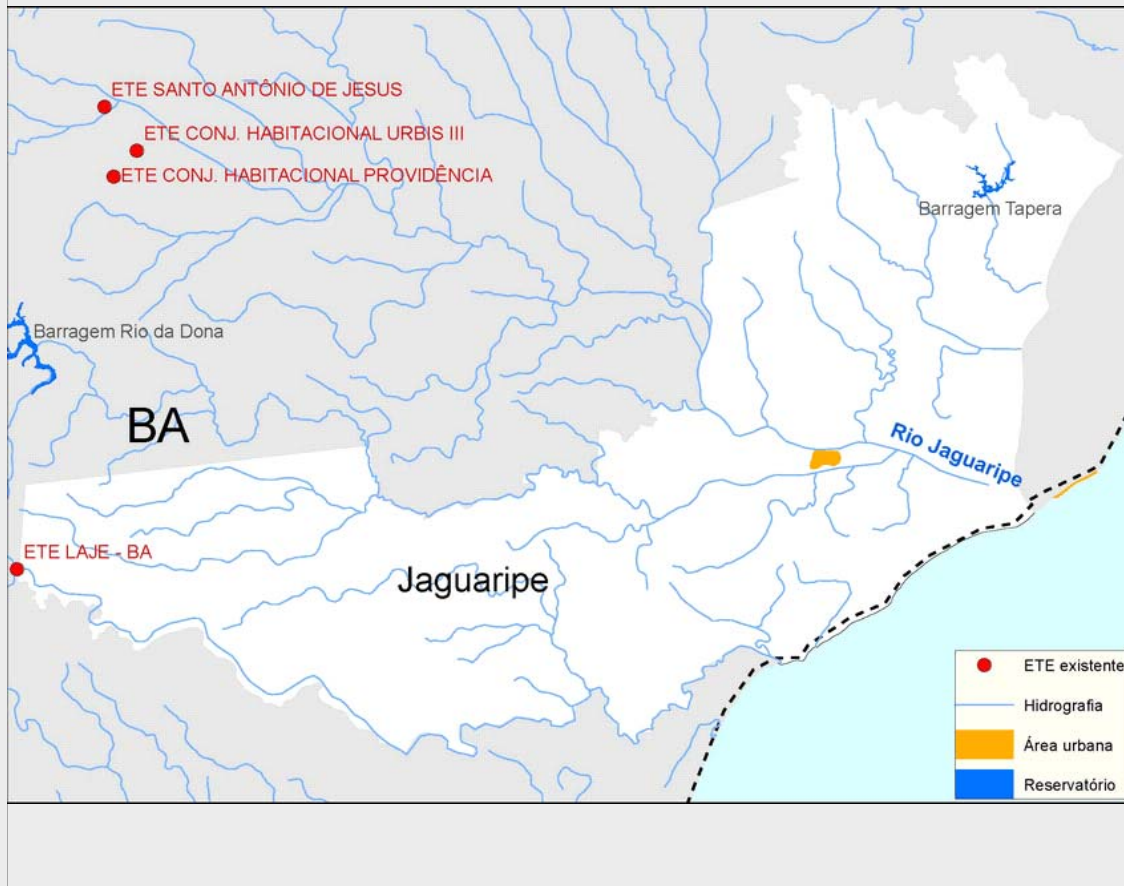 ETE SANTO ANTÔNIO DE JESUS
ETE CONJ. HABITACIONAL URBIS III
ETE CONJ. HABITACIONAL PROVIDÊNCIA
Barragem Tapera
Barragem Rio da Dona
BA
Rio Jaguaripe
ETE LAJE - BA
Jaguaripe
ETE existente
Hidrografia
Área urbana
Reservatório